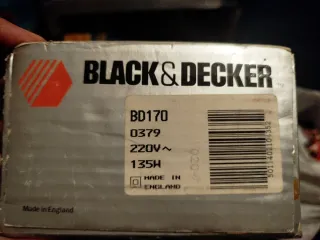 BLACK&DECKER
BD170
0379
220V~
135W
MADE IN
ENGLAND
Made in England